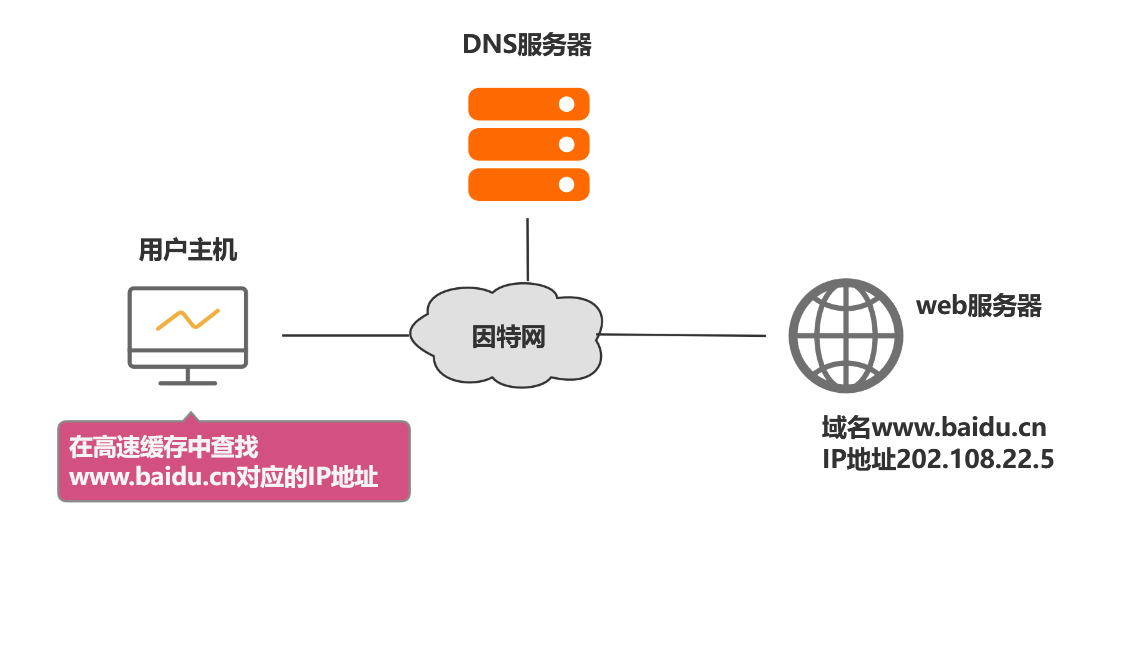 DNS服务器
用户主机
因特网
web服务器
域名www.baidu.cn
IP地址202.108.22.5
在高速缓存中查找
www.baidu.cn对应的IP地址